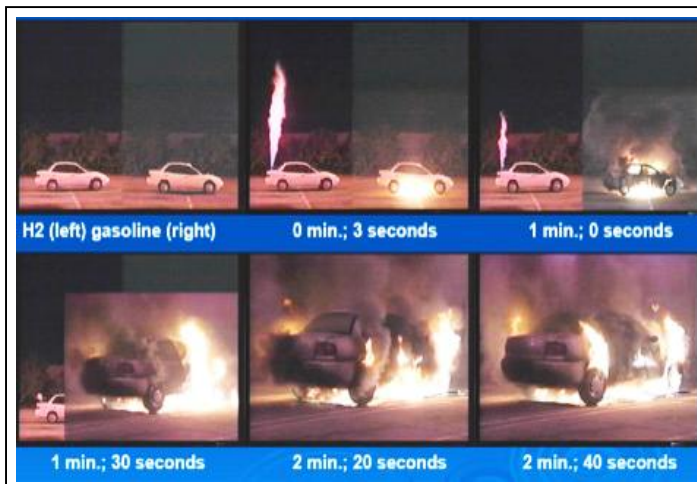 H2 (left) gasoline (right)
0 min.; 3 seconds
1 min.; 0 seconds
1 min.; 30 seconds
2 min.; 20 seconds
2 min.; 40 seconds